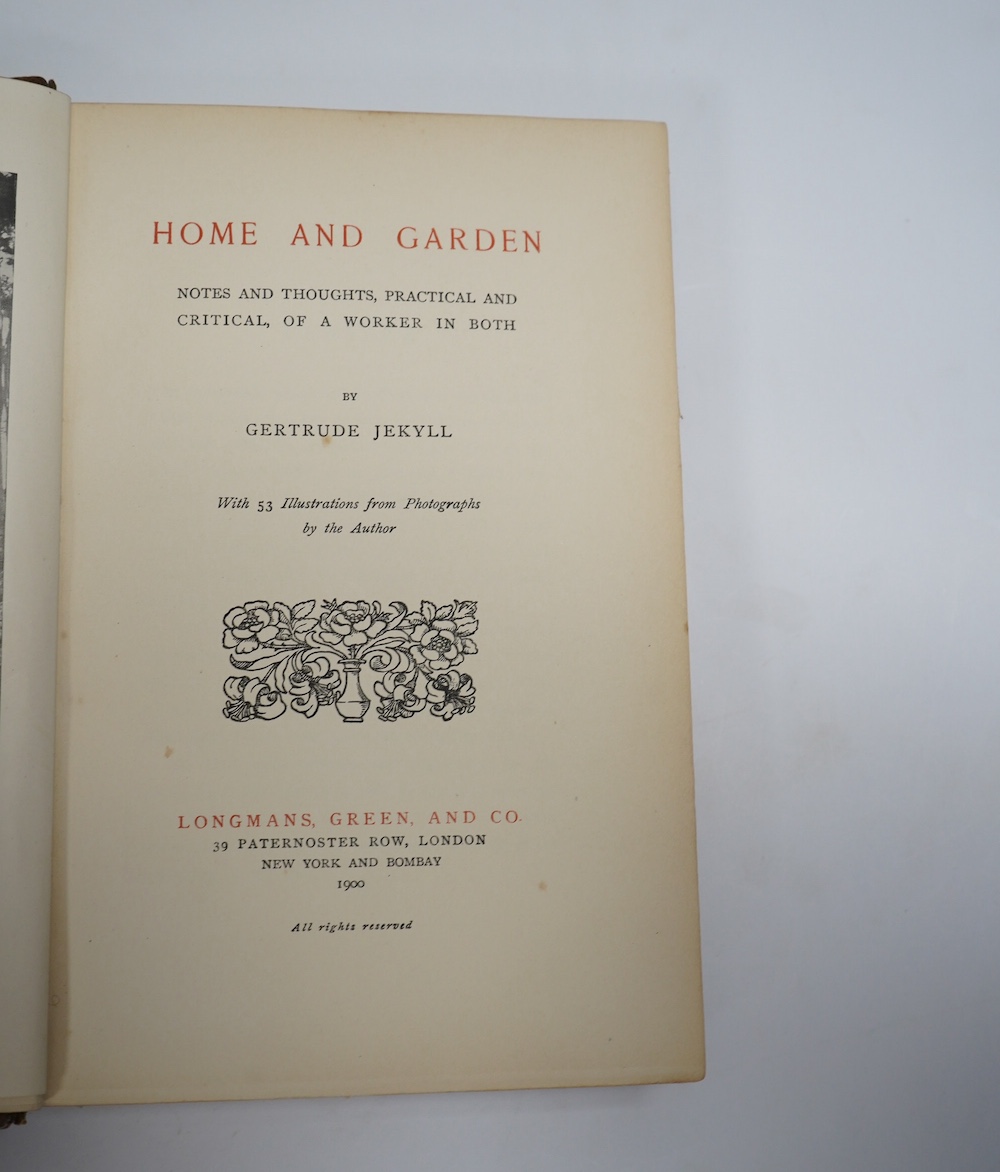 HOME AND GARDEN
NOTES AND THOUGHTS, PRACTICAL AND
CRITICAL, OF A WORKER IN BOTH
BY
GERTRUDE JEKYLL
With 53 Illustrations from Photographs
by the Author
LONGMANS, GREEN, AND CO.
39 PATERNOSTER ROW, LONDON
NEW YORK AND BOMBAY
1900
All rights reserved